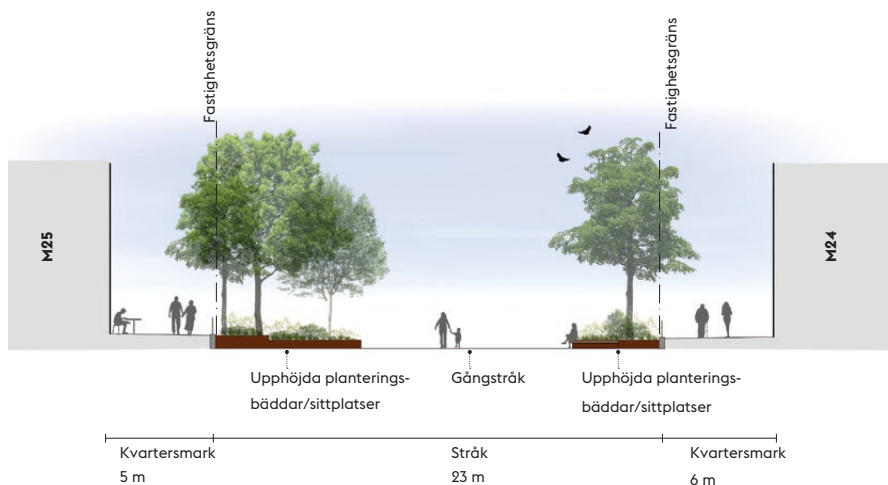 Fastighetsgräns
Fastighetsgräns
M25
M24
Upphöjda planterings-
bäddar/sittplatser
Gångstråk
Upphöjda planterings-
bäddar/sittplatser
Kvartersmark
5 m
Stråk
23 m
Kvartersmark
6 m